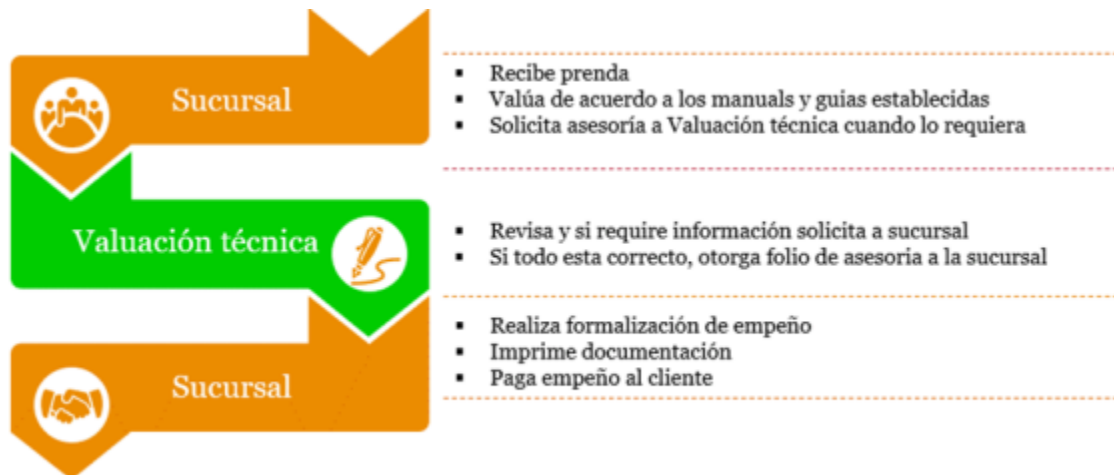 Sucursal
▪ Recibe prenda
▪ Valúa de acuerdo a los manuals y guias establecidas
▪ Solicita asesoría a Valuación técnica cuando lo requiera
Valuación técnica
▪ Revisa y si require información solicita a sucursal
▪ Si todo esta correcto, otorga folio de asesoria a la sucursal
Sucursal
▪ Realiza formalización de empeño
▪ Imprime documentación
▪ Paga empeño al cliente